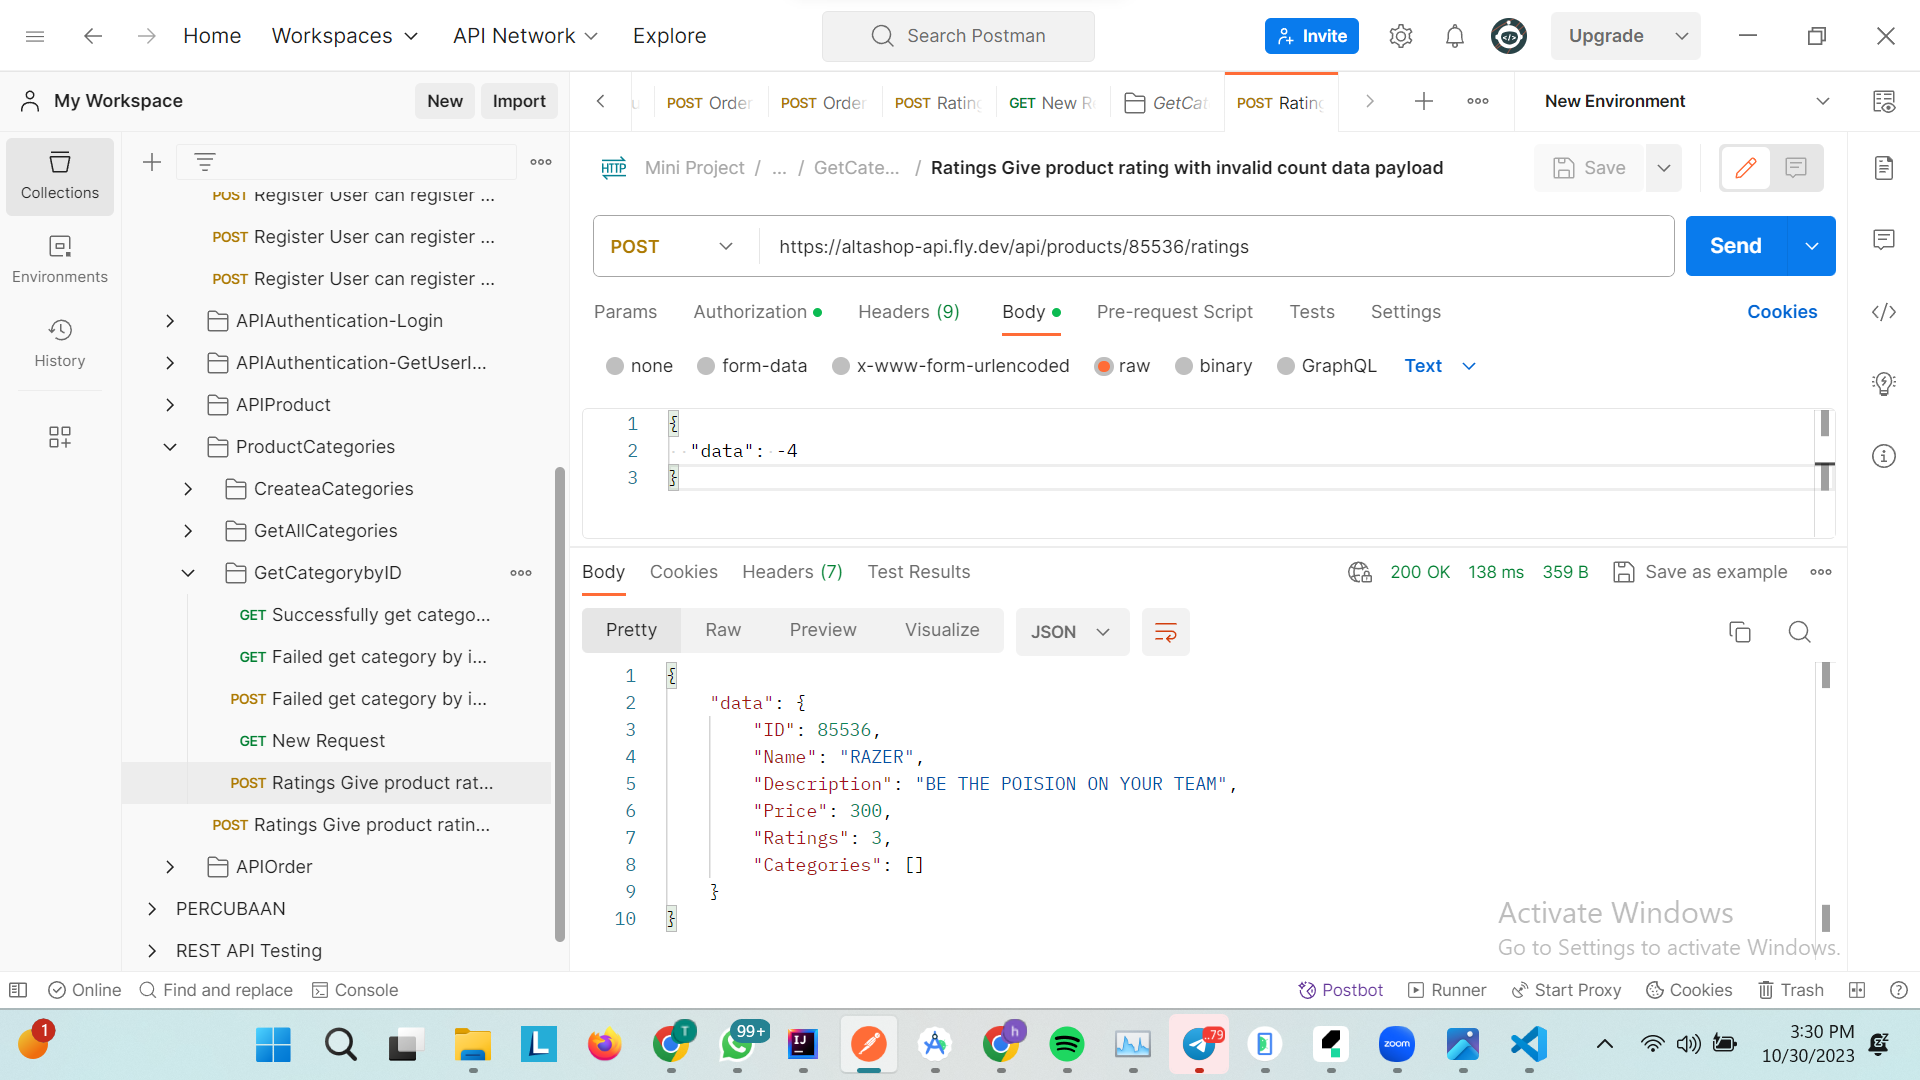 Home Workspaces API Network Explore Search Postman Invite Upgrade
My Workspace New Import
POST Order POST Order POST Rating GET New R GetCat POST Rating
New Environment
Collections
Environments
History
POST Register User can register ...
POST Register User can register ...
POST Register User can register ...
APIAuthentication-Login
APIAuthentication-GetUserI...
APIProduct
ProductCategories
CreateaCategories
GetAllCategories
GetCategorybyID
GET Successfully get catego...
GET Failed get category by i...
POST Failed get category by i...
GET New Request
POST Ratings Give product rat...
POST Ratings Give product ratin...
APIOrder
PERCUBAAN
REST API Testing
HTTP Mini Project / ... / GetCate... / Ratings Give product rating with invalid count data payload Save
POST https://altashop-api.fly.dev/api/products/85536/ratings Send
Params Authorization Headers (9) Body Pre-request Script Tests Settings Cookies
none form-data x-www-form-urlencoded raw binary GraphQL Text
1 {
2 "data": -4
3 }
Body Cookies Headers (7) Test Results 200 OK 138 ms 359 B Save as example
Pretty Raw Preview Visualize JSON
1 {
2 "data": {
3 "ID": 85536,
4 "Name": "RAZER",
5 "Description": "BE THE POISION ON YOUR TEAM",
6 "Price": 300,
7 "Ratings": 3,
8 "Categories": []
9 }
10 }
Activate Windows
Go to Settings to activate Windows.
Online Find and replace Console Postbot Runner Start Proxy Cookies Trash
1 T 99+ IJ h ..79 zoom
3:30 PM
10/30/2023